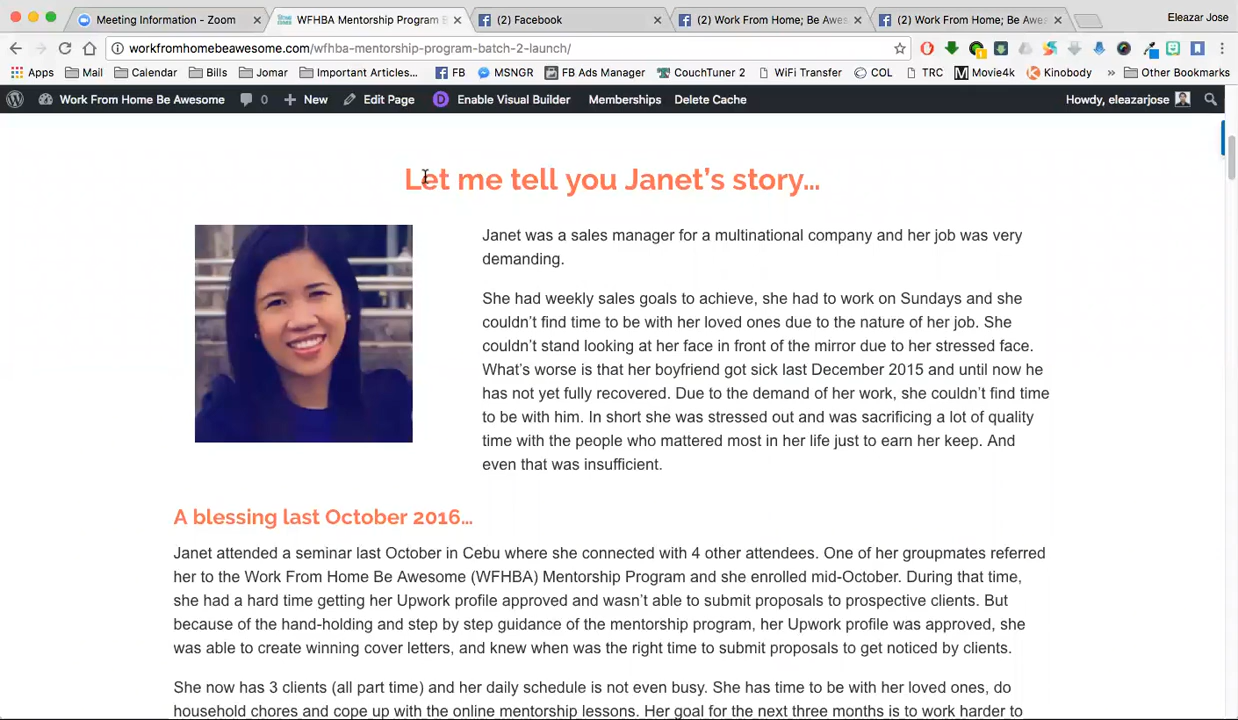 Meeting Information - Zoom
WFHBA Mentorship Program B
(2) Facebook
(2) Work From Home; Be Awes
(2) Work From Home; Be Awe
Eleazar Jose
workfromhomebeawesome.com/wfhba-mentorship-program-batch-2-launch/
Apps Mail Calendar Bills Jomar Important Articles... FB MSNGR FB Ads Manager CouchTuner 2 WiFi Transfer COL TRC Movie4k Kinobody » Other Bookmarks
Work From Home Be Awesome 0 New Edit Page Enable Visual Builder Memberships Delete Cache Howdy, eleazarjose
Let me tell you Janet’s story…
Janet was a sales manager for a multinational company and her job was very
demanding.
She had weekly sales goals to achieve, she had to work on Sundays and she
couldn’t find time to be with her loved ones due to the nature of her job. She
couldn’t stand looking at her face in front of the mirror due to her stressed face.
What’s worse is that her boyfriend got sick last December 2015 and until now he
has not yet fully recovered. Due to the demand of her work, she couldn’t find time
to be with him. In short she was stressed out and was sacrificing a lot of quality
time with the people who mattered most in her life just to earn her keep. And
even that was insufficient.
A blessing last October 2016…
Janet attended a seminar last October in Cebu where she connected with 4 other attendees. One of her groupmates referred
her to the Work From Home Be Awesome (WFHBA) Mentorship Program and she enrolled mid-October. During that time,
she had a hard time getting her Upwork profile approved and wasn’t able to submit proposals to prospective clients. But
because of the hand-holding and step by step guidance of the mentorship program, her Upwork profile was approved, she
was able to create winning cover letters, and knew when was the right time to submit proposals to get noticed by clients.
She now has 3 clients (all part time) and her daily schedule is not even busy. She has time to be with her loved ones, do
household chores and cope up with the online mentorship lessons. Her goal for the next three months is to work harder to